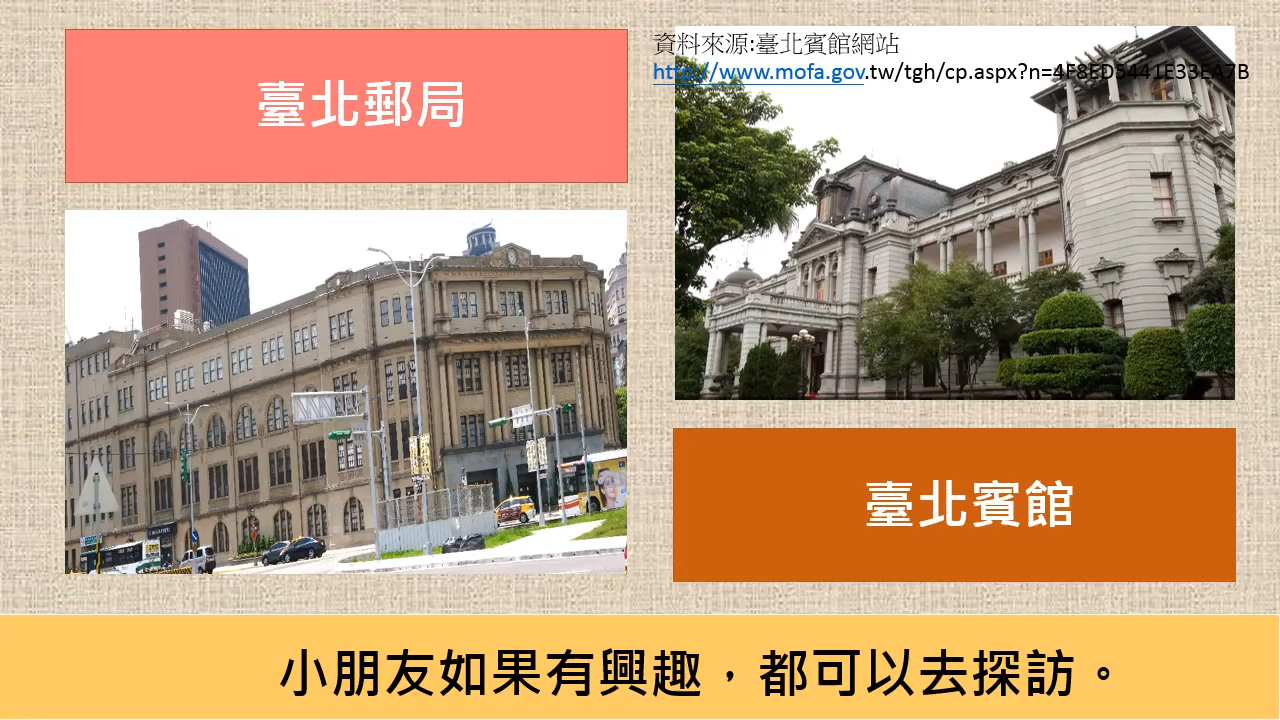 臺北郵局
資料來源:臺北賓館網站
http://www.mofa.gov.tw/tgh/cp.aspx?n=4F8ED5441E33EA7B
臺北賓館
小朋友如果有興趣，都可以去探訪。